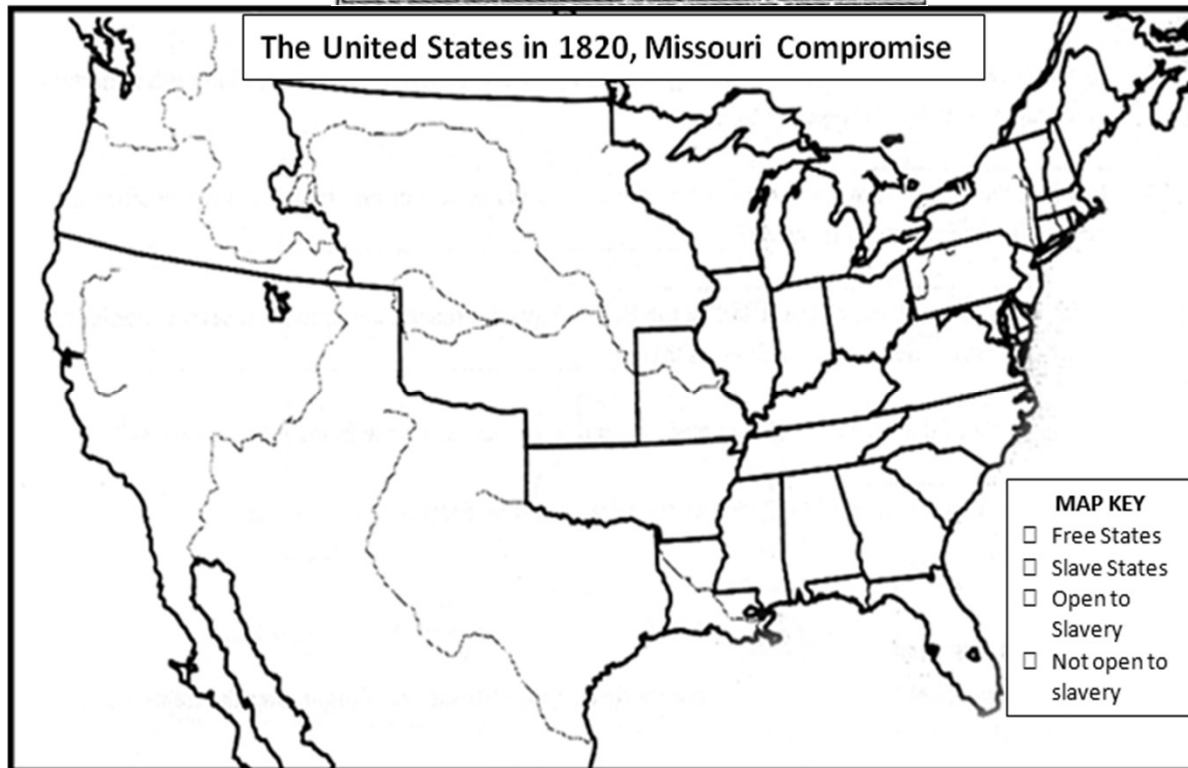 The United States in 1820, Missouri Compromise
MAP KEY
☐ Free States
☐ Slave States
☐ Open to
Slavery
☐ Not open to
slavery